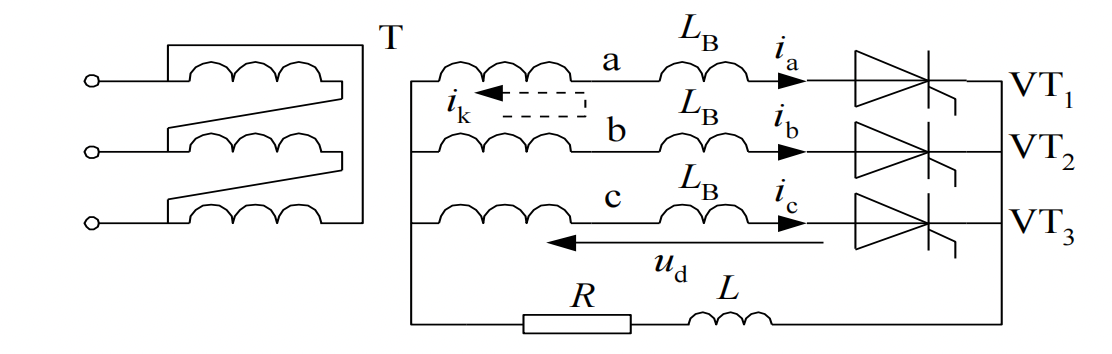 T
a L_B i_a VT_1
i_k
b L_B i_b VT_2
c L_B i_c VT_3
u_d
R L